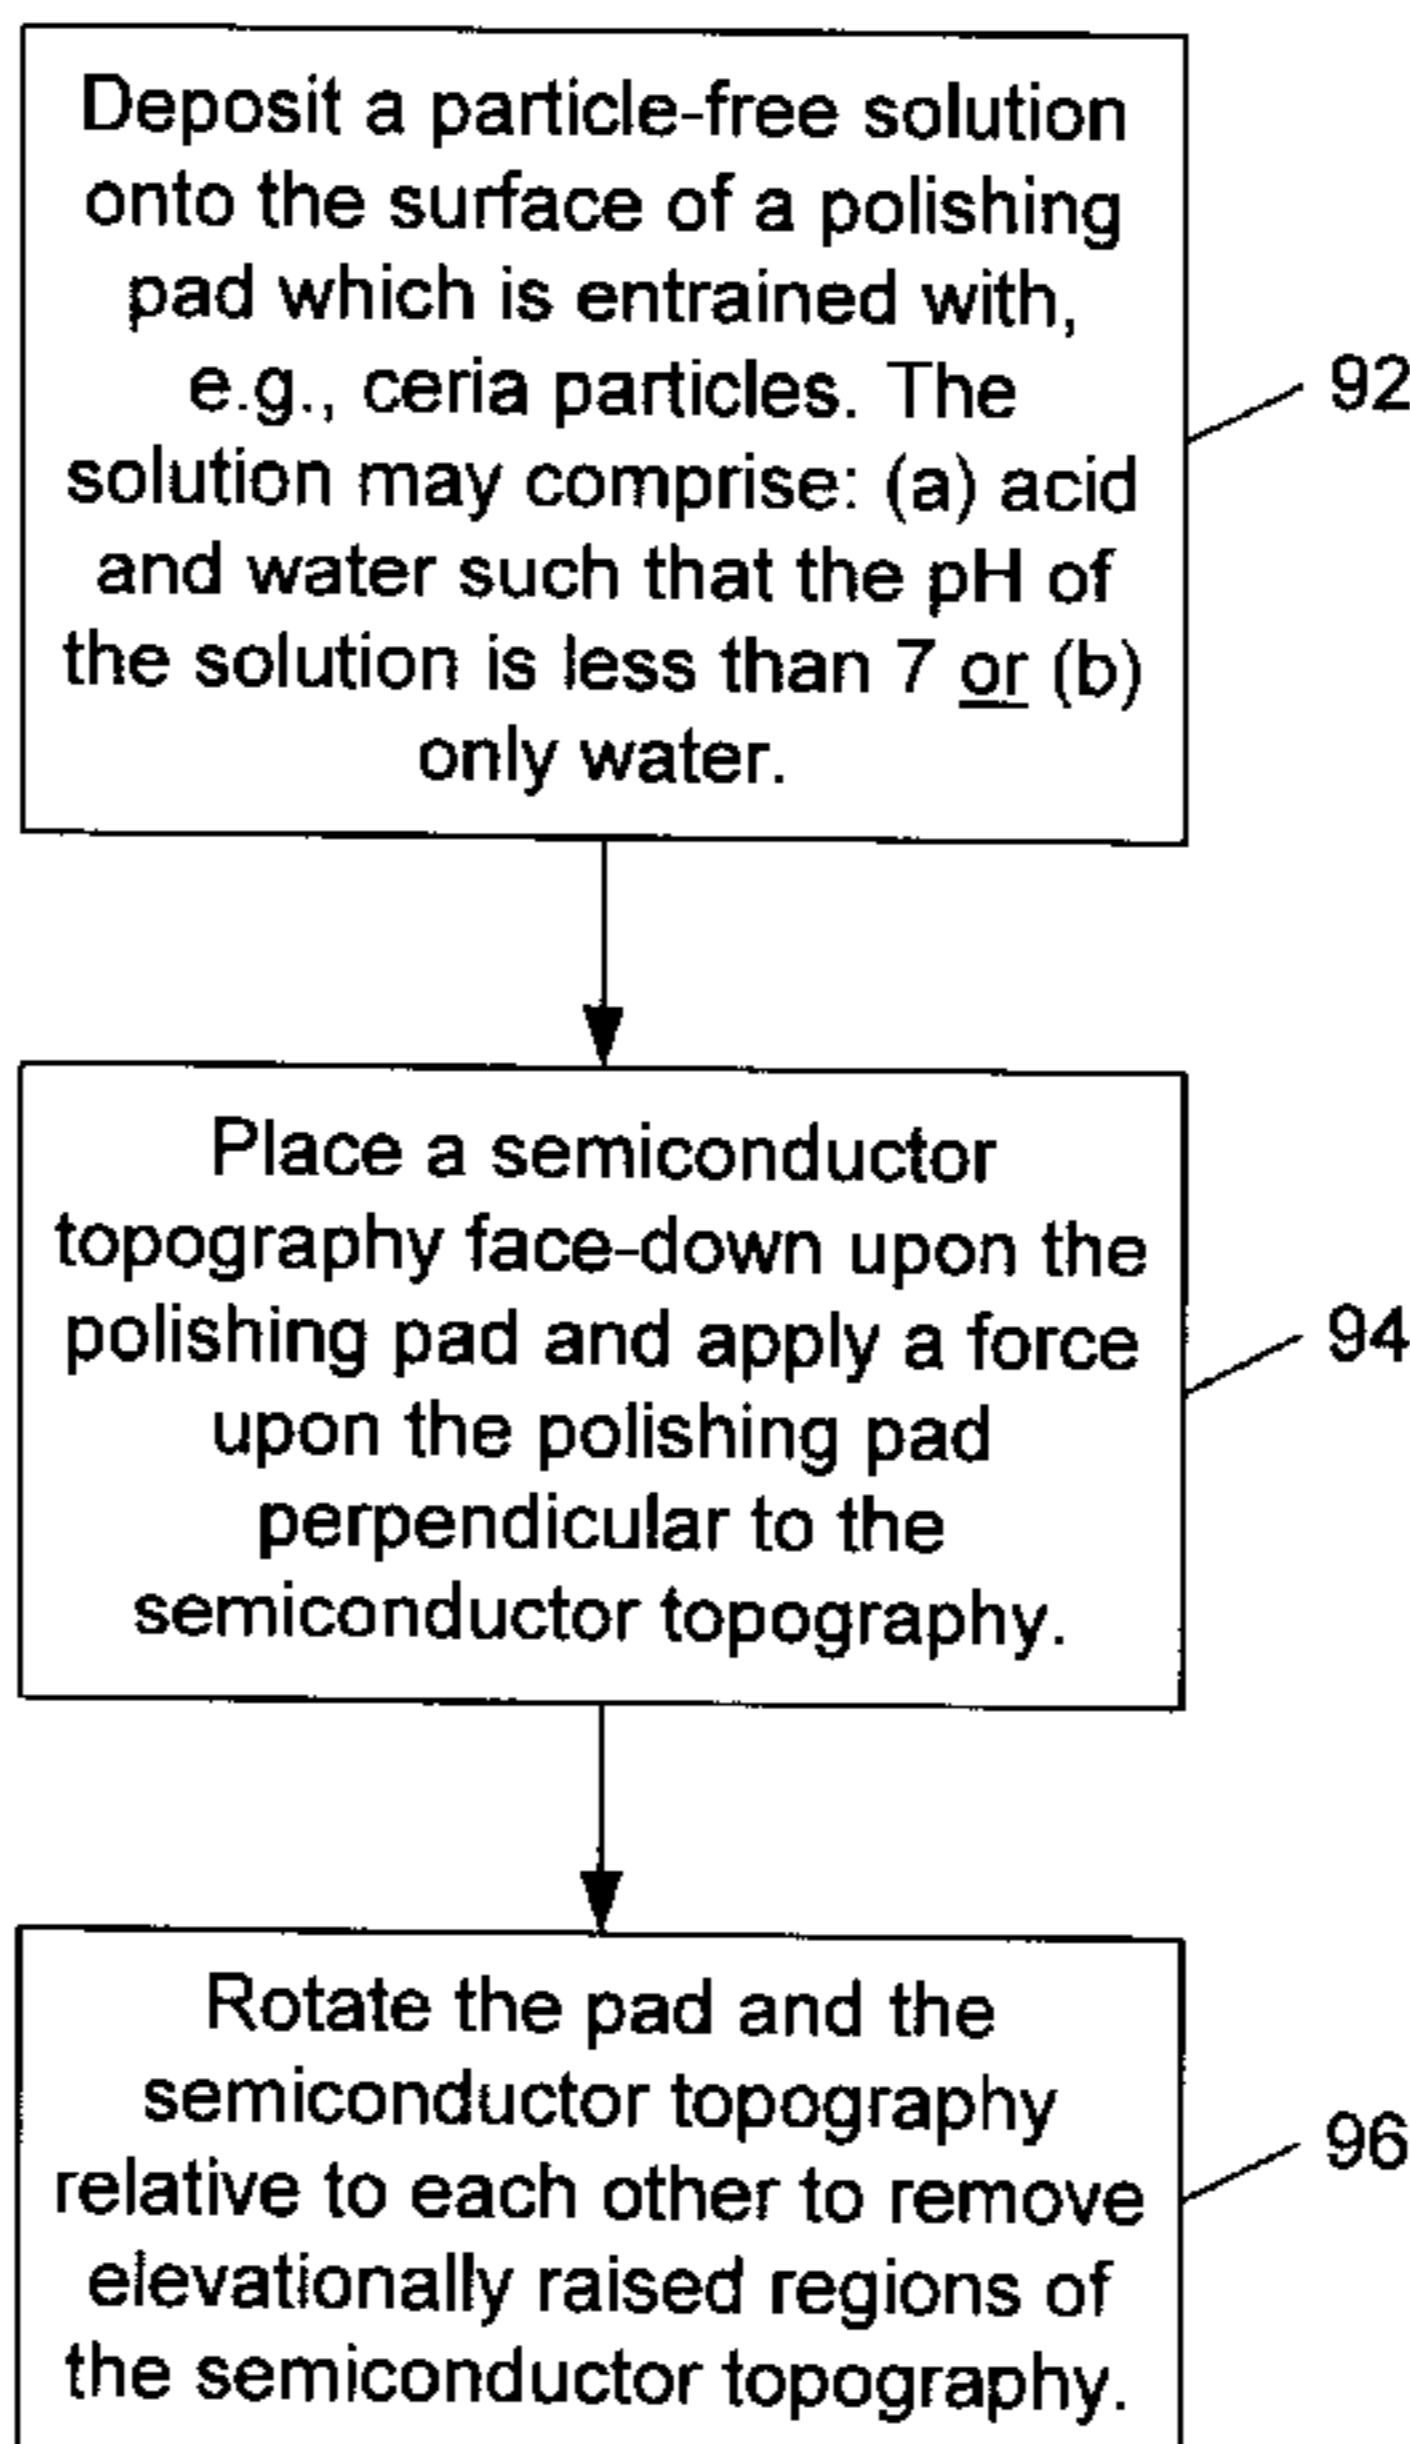 Deposit a particle-free solution
onto the surface of a polishing
pad which is entrained with,
e.g., ceria particles. The
solution may comprise: (a) acid
and water such that the pH of
the solution is less than 7 or (b)
only water.
92
Place a semiconductor
topography face-down upon the
polishing pad and apply a force
upon the polishing pad
perpendicular to the
semiconductor topography.
94
Rotate the pad and the
semiconductor topography
relative to each other to remove
elevationally raised regions of
the semiconductor topography.
96